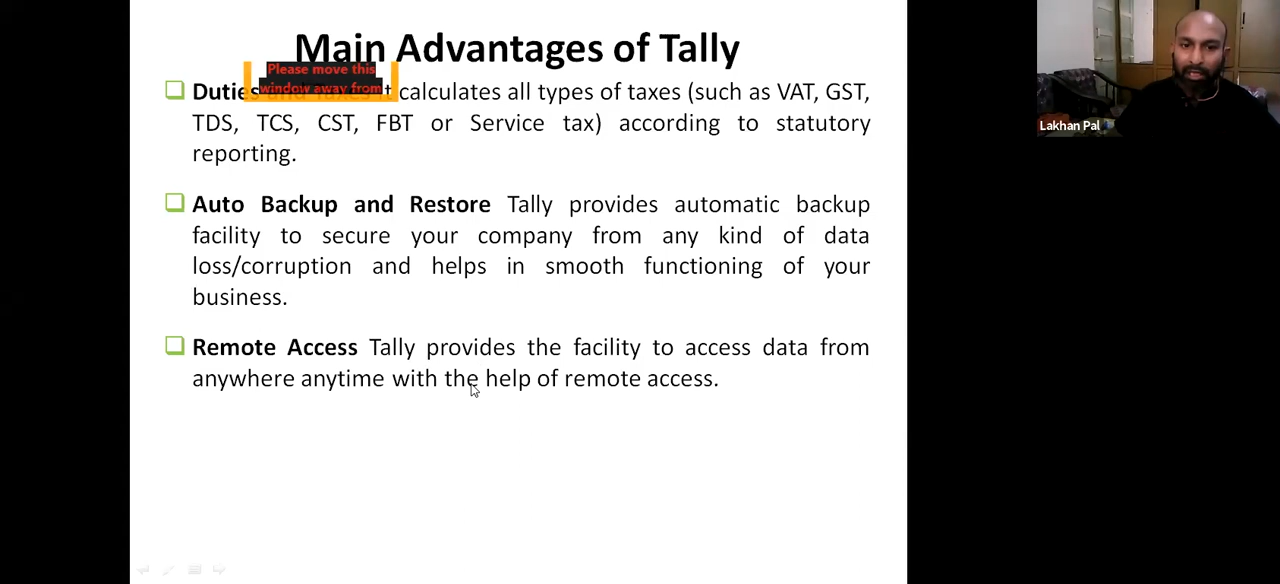 Main Advantages of Tally
Please move this
window away from
Duties and Taxes It calculates all types of taxes (such as VAT, GST,
TDS, TCS, CST, FBT or Service tax) according to statutory
reporting.
Auto Backup and Restore Tally provides automatic backup
facility to secure your company from any kind of data
loss/corruption and helps in smooth functioning of your
business.
Remote Access Tally provides the facility to access data from
anywhere anytime with the help of remote access.
Lakhan Pal